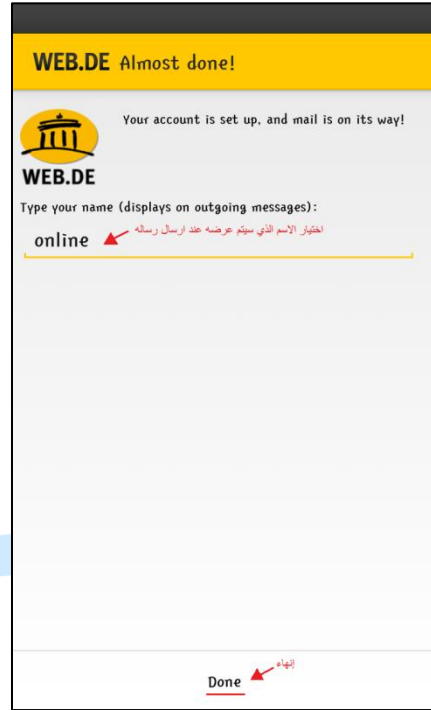 WEB.DE Almost done!
Your account is set up, and mail is on its way!
WEB.DE
Type your name (displays on outgoing messages):
online
اختيار الاسم الذي سيتم عرضه عند ارسال رساله
إنهاء
Done